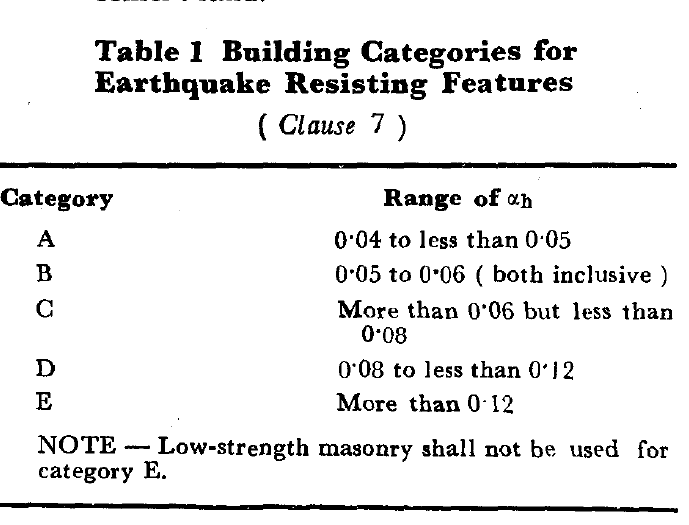 Table 1 Building Categories for
Earthquake Resisting Features
( Clause 7 )
Category Range of αh
A 0·04 to less than 0·05
B 0·05 to 0·06 ( both inclusive )
C More than 0·06 but less than
0·08
D 0·08 to less than 0·12
E More than 0·12
NOTE — Low-strength masonry shall not be used for
category E.